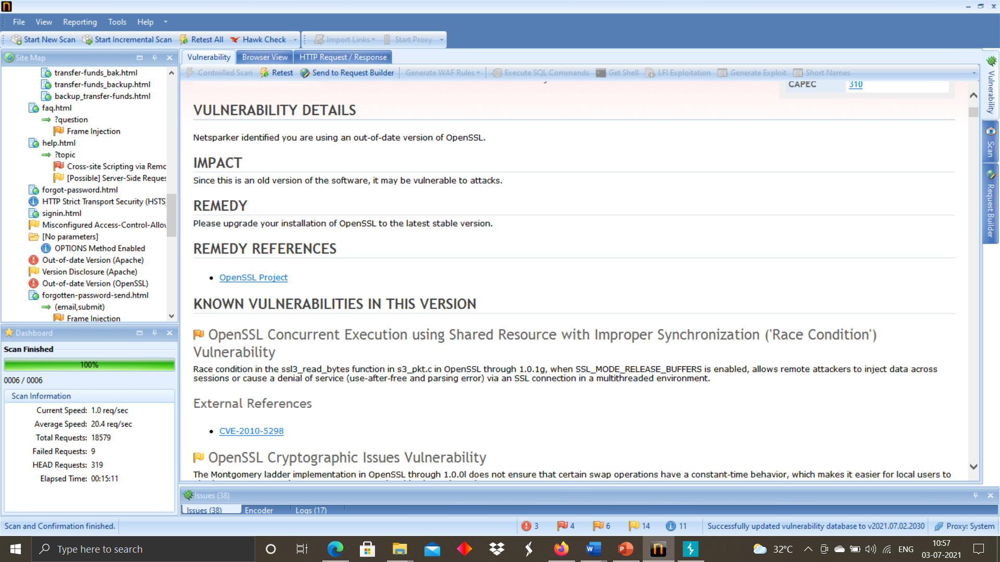 File View Reporting Tools Help
Start New Scan Start Incremental Scan Retest All Hawk Check Import Links Start Proxy
Site Map
transfer-funds_bak.html
transfer-funds_backup.html
backup_transfer-funds.html
faq.html
?question
Frame Injection
help.html
?topic
Cross-site Scripting via Remo
[Possible] Server-Side Reques
forgot-password.html
HTTP Strict Transport Security (HSTS)
signin.html
Misconfigured Access-Control-Allow
[No parameters]
OPTIONS Method Enabled
Out-of-date Version (Apache)
Version Disclosure (Apache)
Out-of-date Version (OpenSSL)
forgotten-password-send.html
(email,submit)
Frame Injection
Dashboard
Scan Finished
100%
0006 / 0006
Scan Information
Current Speed: 1.0 req/sec
Average Speed: 20.4 req/sec
Total Requests: 18579
Failed Requests: 9
HEAD Requests: 319
Elapsed Time: 00:15:11
Vulnerability Browser View HTTP Request / Response
Controlled Scan Retest Send to Request Builder Generate WAF Rules Execute SQL Commands Get Shell LFI Exploitation Generate Exploit Short Names
CAPEC 310
VULNERABILITY DETAILS
Netsparker identified you are using an out-of-date version of OpenSSL.
IMPACT
Since this is an old version of the software, it may be vulnerable to attacks.
REMEDY
Please upgrade your installation of OpenSSL to the latest stable version.
REMEDY REFERENCES
• OpenSSL Project
KNOWN VULNERABILITIES IN THIS VERSION
OpenSSL Concurrent Execution using Shared Resource with Improper Synchronization ('Race Condition')
Vulnerability
Race condition in the ssl3_read_bytes function in s3_pkt.c in OpenSSL through 1.0.1g, when SSL_MODE_RELEASE_BUFFERS is enabled, allows remote attackers to inject data across
sessions or cause a denial of service (use-after-free and parsing error) via an SSL connection in a multithreaded environment.
External References
• CVE-2010-5298
OpenSSL Cryptographic Issues Vulnerability
The Montgomery ladder implementation in OpenSSL through 1.0.0l does not ensure that certain swap operations have a constant-time behavior, which makes it easier for local users to
Vulnerability
Scan
Request Builder
Issues (38)
Issues (38) Encoder Logs (17)
Scan and Confirmation finished. 3 4 6 14 11 Successfully updated vulnerability database to v2021.07.02.2030 Proxy: System
Type here to search
32°C ENG
10:57
03-07-2021